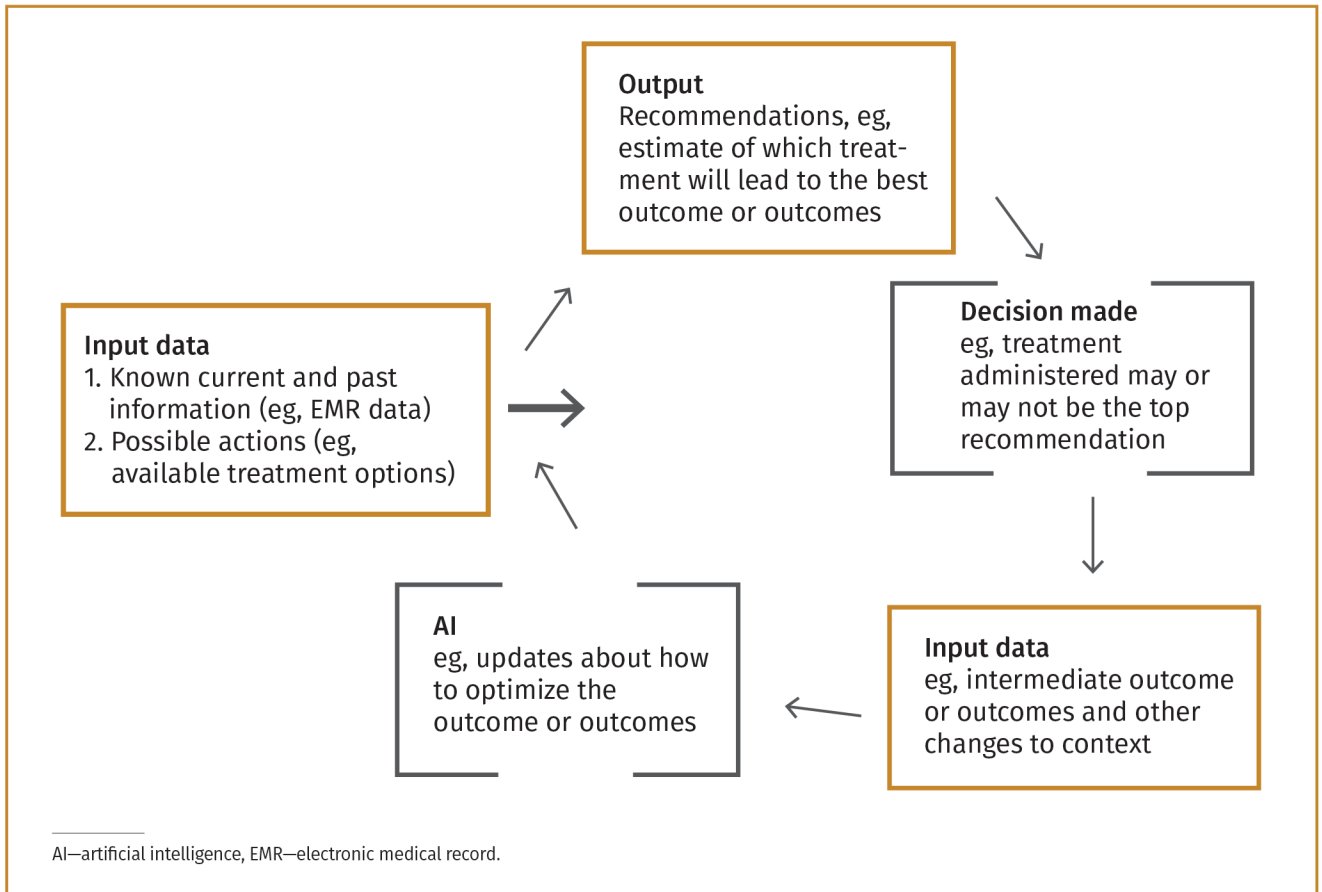 Output
Recommendations, eg,
estimate of which treat-
ment will lead to the best
outcome or outcomes
Decision made
eg, treatment
administered may or
may not be the top
recommendation
Input data
1. Known current and past
information (eg, EMR data)
2. Possible actions (eg,
available treatment options)
AI
eg, updates about how
to optimize the
outcome or outcomes
Input data
eg, intermediate outcome
or outcomes and other
changes to context
AI—artificial intelligence, EMR—electronic medical record.